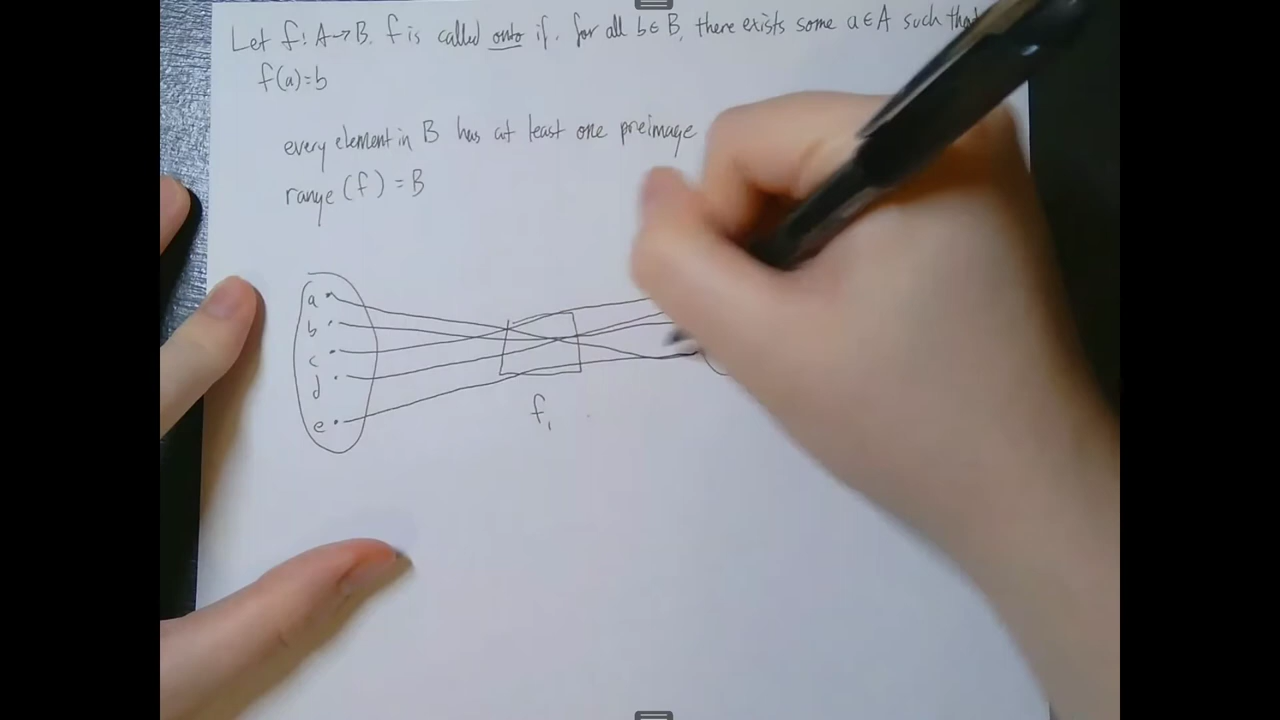 Let f: A→B. f is called onto if, for all b∈B, there exists some a∈A such that
f(a)=b
every element in B has at least one preimage
range (f) = B
a
b
c
d
e
f₁